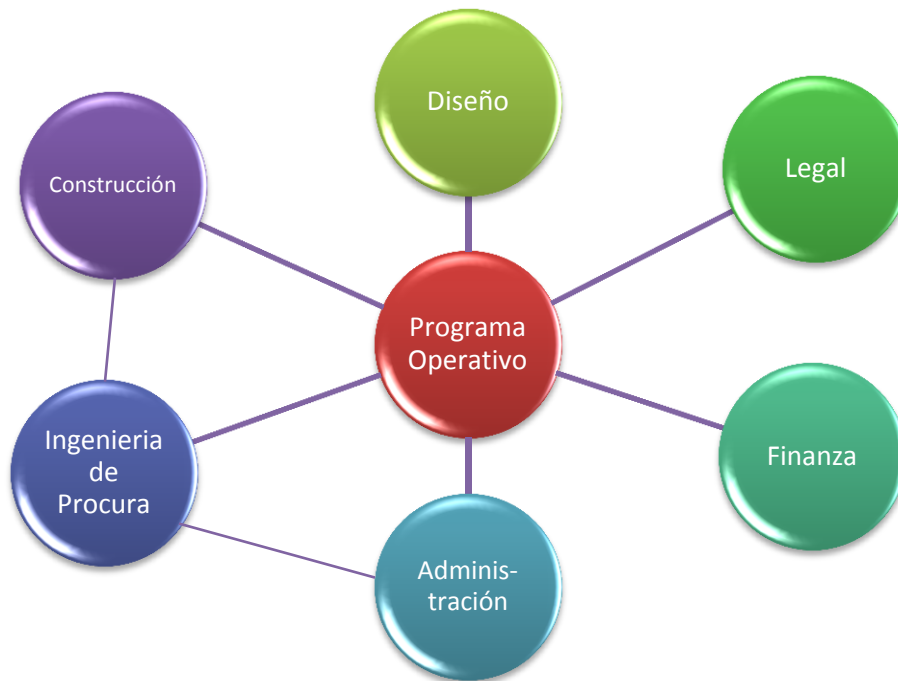 Diseño
Legal
Construcción
Programa
Operativo
Ingenieria
de
Procura
Finanza
Adminis-
tración